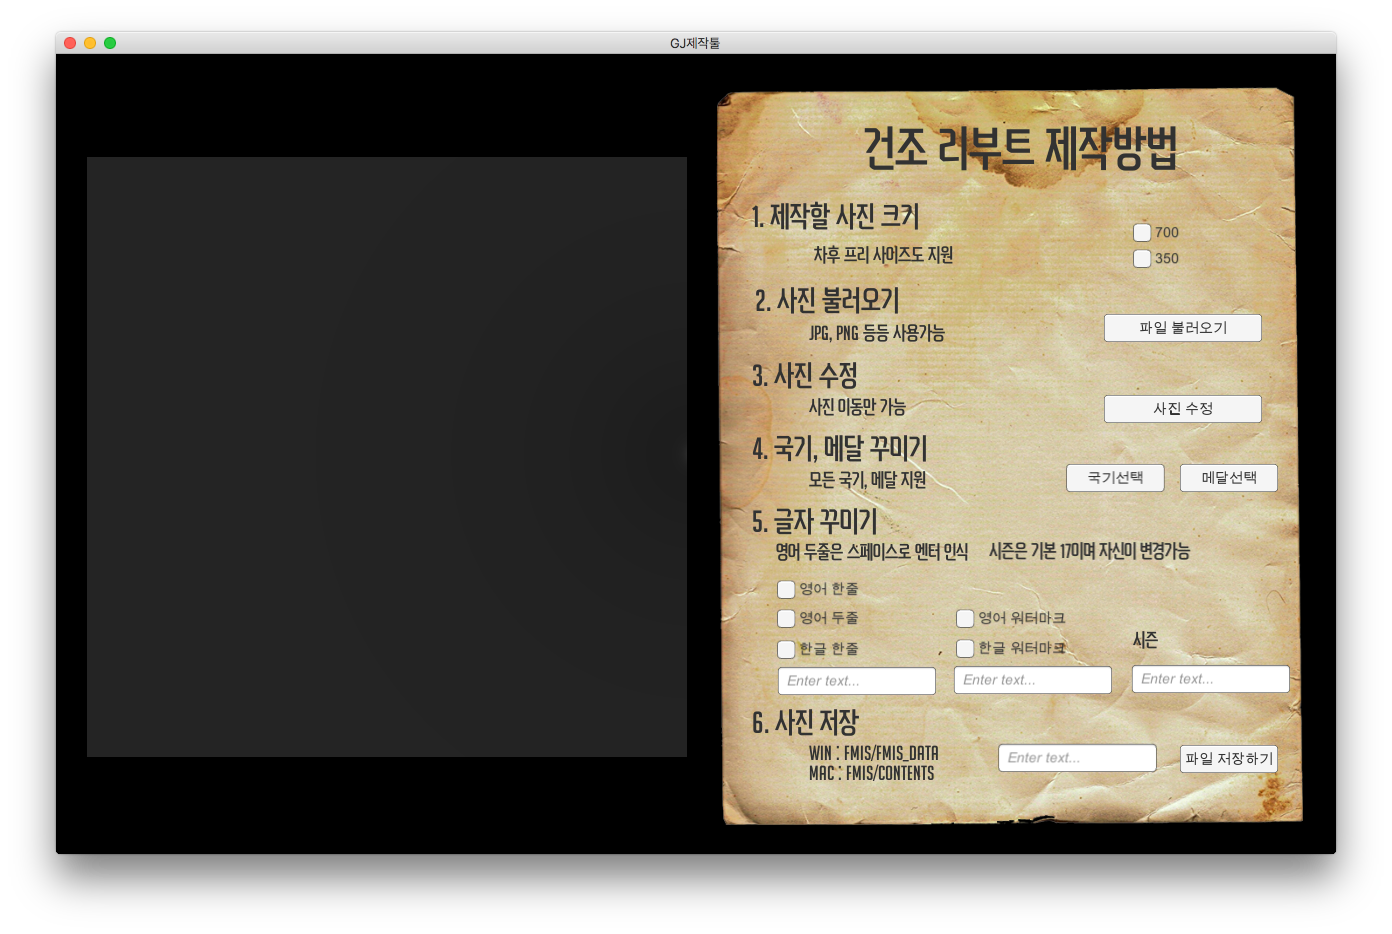 GJ제작툴
건조 리부트 제작방법
1. 제작할 사진 크기
700
차후 프리 사이즈도 지원
350
2. 사진 불러오기
JPG, PNG 등등 사용가능
파일 불러오기
3. 사진 수정
사진 이동만 가능
사진 수정
4. 국기, 메달 꾸미기
모든 국기, 메달 지원
국기선택
메달선택
5. 글자 꾸미기
영어 두줄은 스페이스로 엔터 인식
시즌은 기본 17이며 자신이 변경가능
영어 한줄
영어 두줄
영어 워터마크
시즌
한글 한줄
한글 워터마크
Enter text...
Enter text...
Enter text...
6. 사진 저장
WIN : FMIS/FMIS_DATA
MAC : FMIS/CONTENTS
Enter text...
파일 저장하기